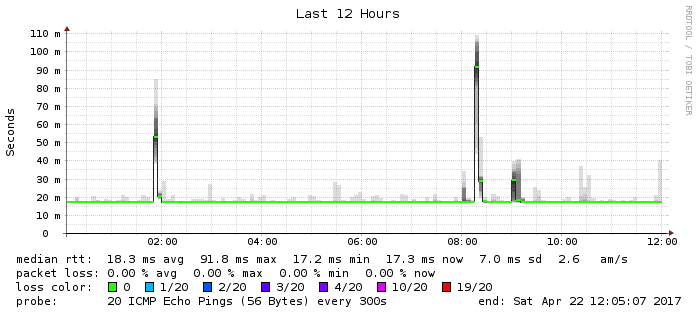 Last 12 Hours
RRDTOOL / TOBI OETIKER
Seconds
110 m
100 m
90 m
80 m
70 m
60 m
50 m
40 m
30 m
20 m
10 m
0
02:00 04:00 06:00 08:00 10:00 12:00
median rtt: 18.3 ms avg 91.8 ms max 17.2 ms min 17.3 ms now 7.0 ms sd 2.6 am/s
packet loss: 0.00 % avg 0.00 % max 0.00 % min 0.00 % now
loss color: 0 1/20 2/20 3/20 4/20 10/20 19/20
probe: 20 ICMP Echo Pings (56 Bytes) every 300s end: Sat Apr 22 12:05:07 2017